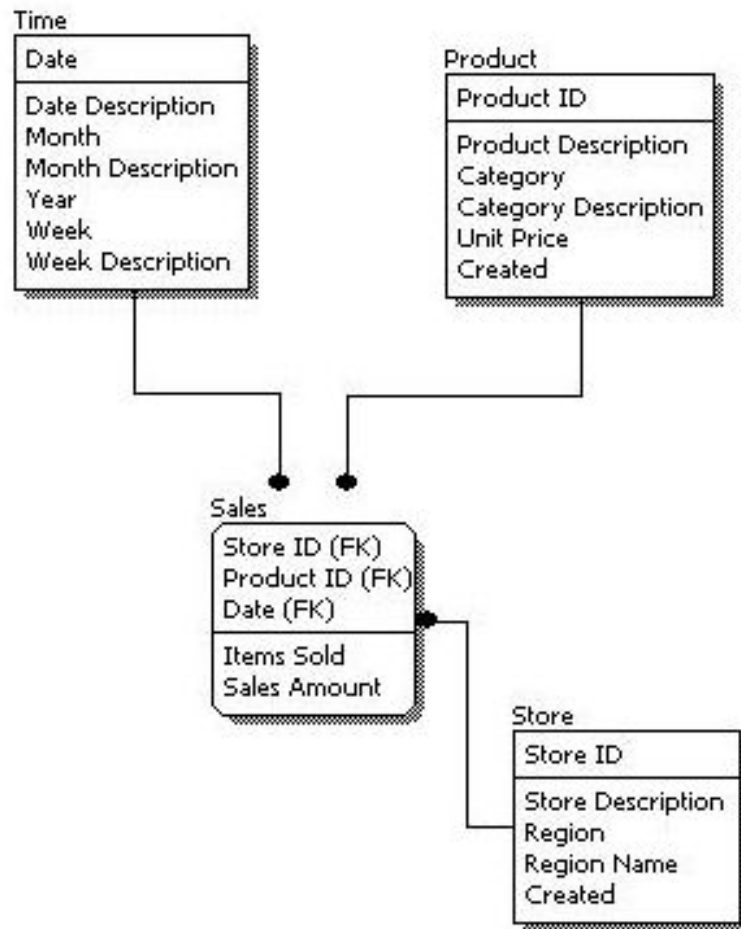 Time
Date
Date Description
Month
Month Description
Year
Week
Week Description
Product
Product ID
Product Description
Category
Category Description
Unit Price
Created
Sales
Store ID (FK)
Product ID (FK)
Date (FK)
Items Sold
Sales Amount
Store
Store ID
Store Description
Region
Region Name
Created